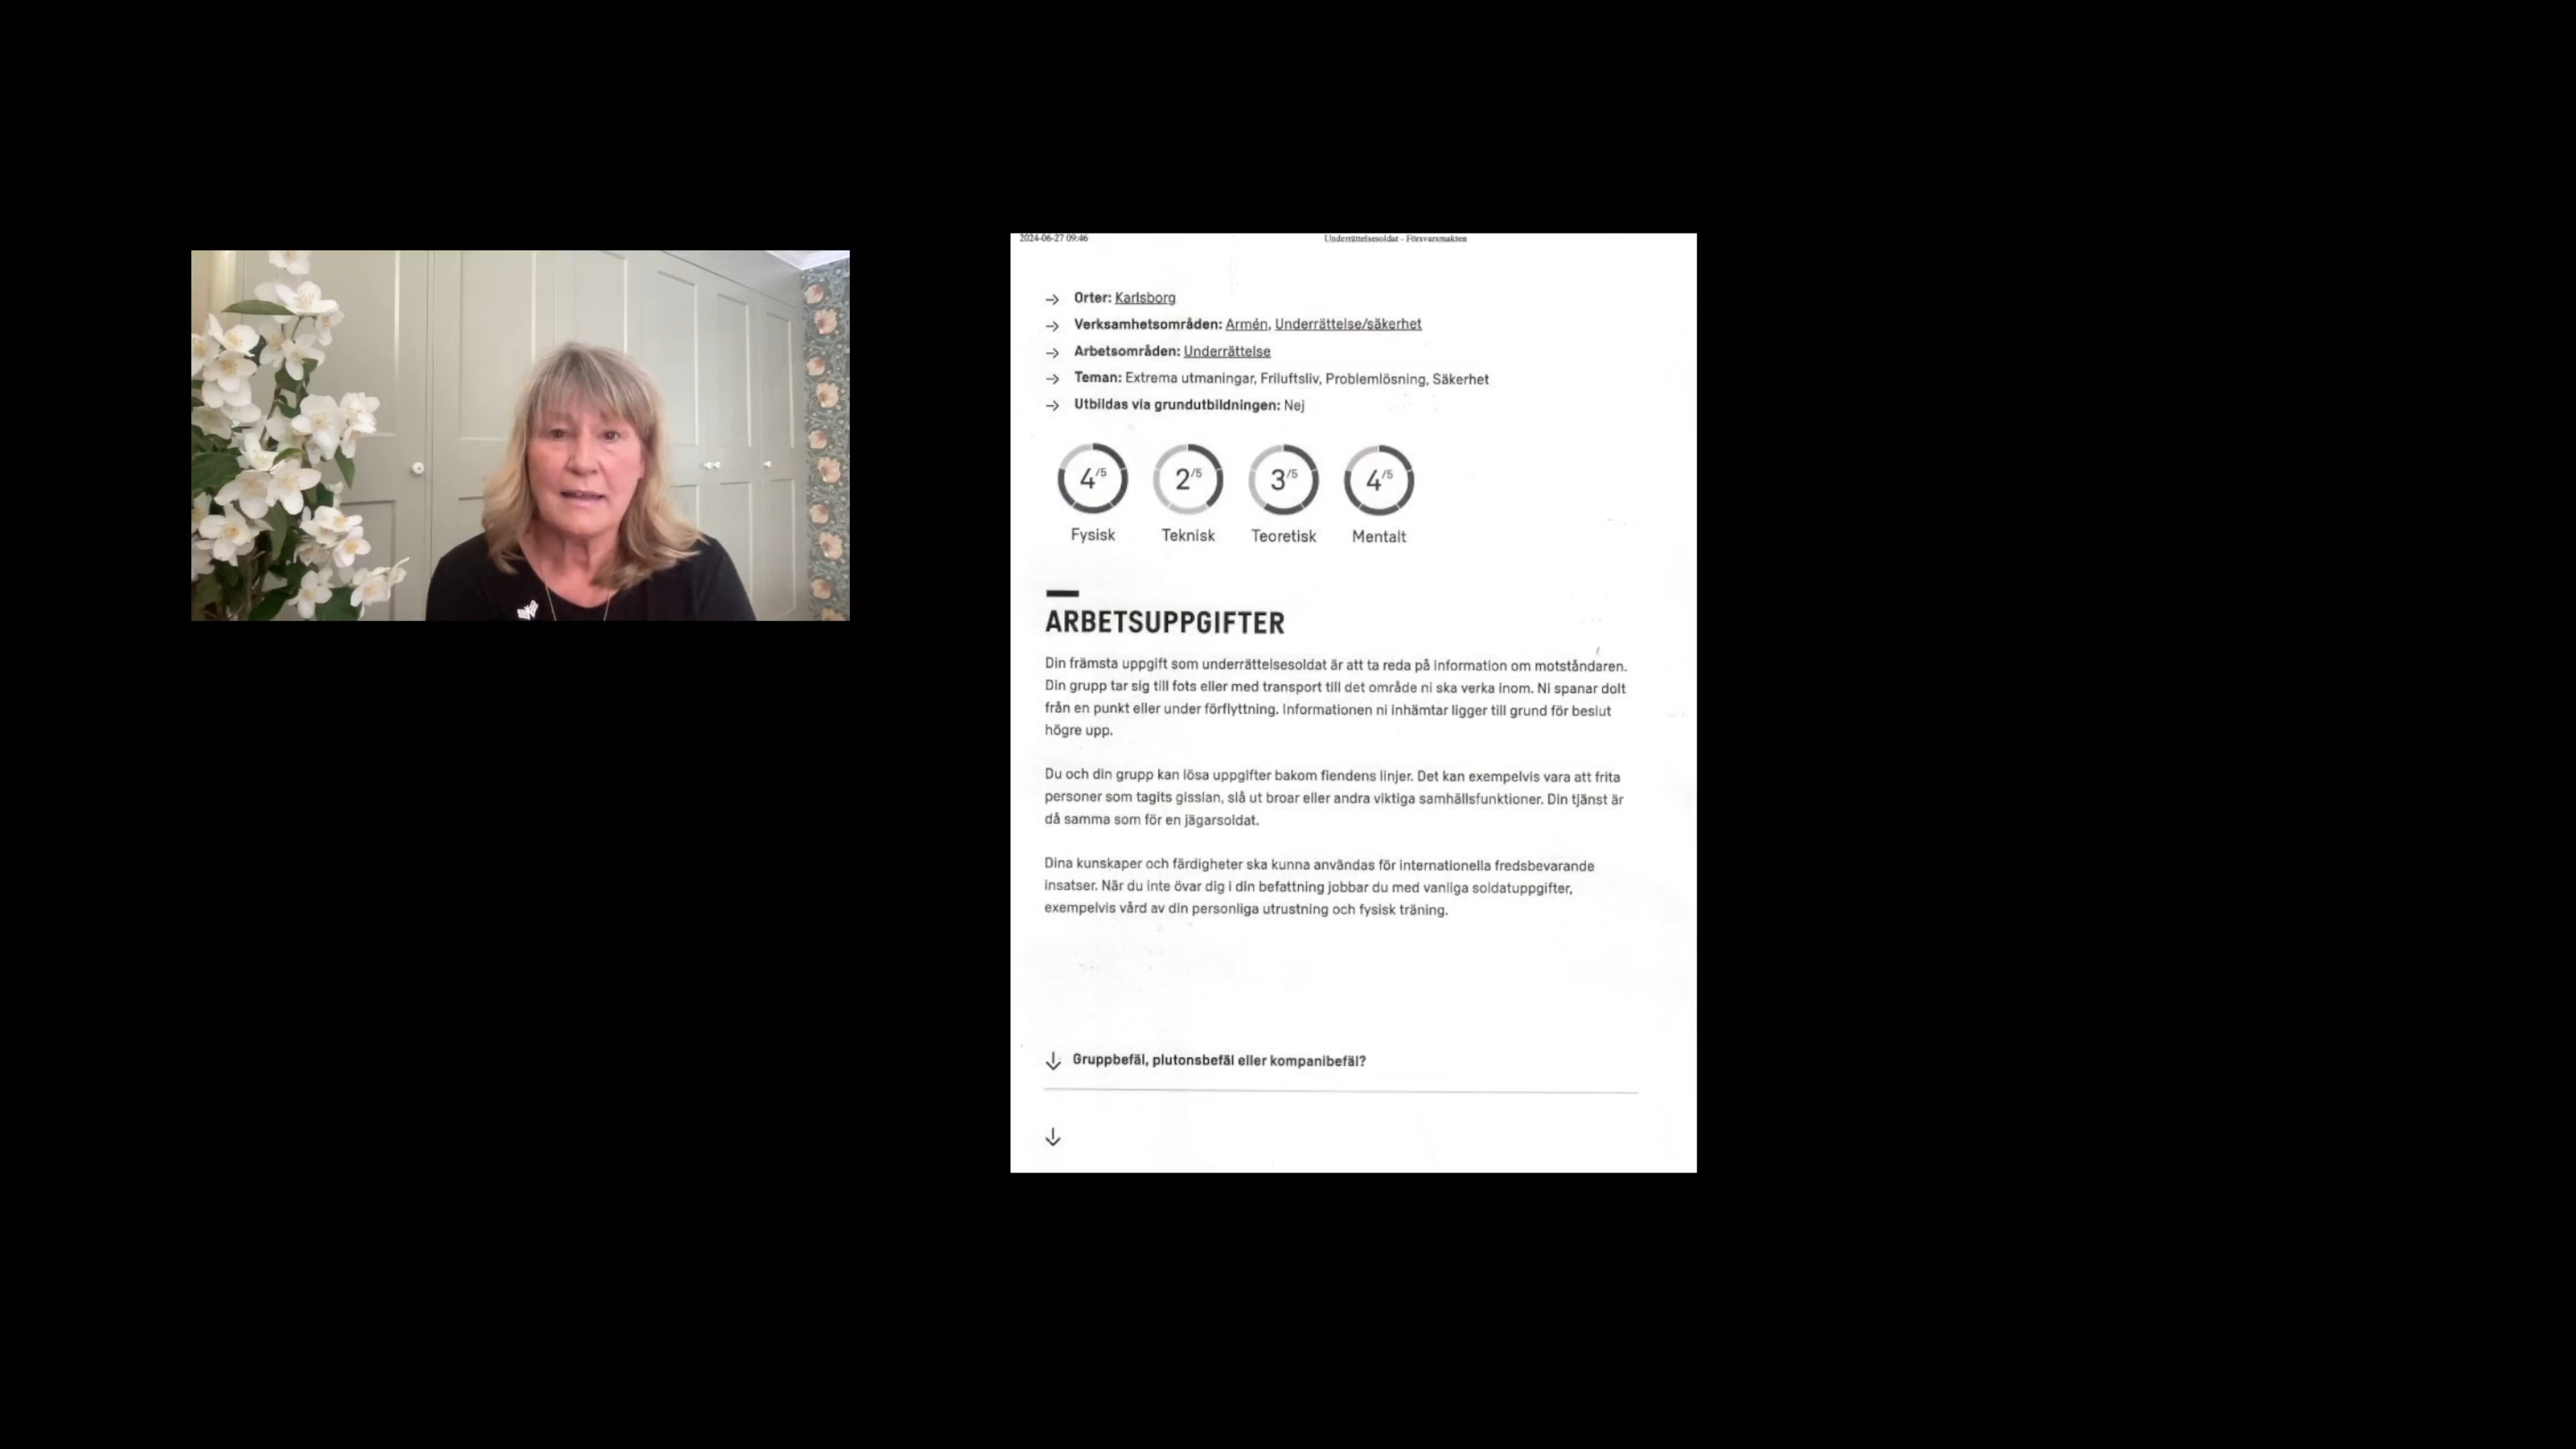 2024-06-27 09:46
Underrättelsesoldat - Försvarsmakten
→ Orter: Karlsborg
→ Verksamhetsområden: Armén, Underrättelse/säkerhet
→ Arbetsområden: Underrättelse
→ Teman: Extrema utmaningar, Friluftsliv, Problemlösning, Säkerhet
→ Utbildas via grundutbildningen: Nej
4/5 2/5 3/5 4/5
Fysisk Teknisk Teoretisk Mentalt
ARBETSUPPGIFTER
Din främsta uppgift som underrättelsesoldat är att ta reda på information om motståndaren.
Din grupp tar sig till fots eller med transport till det område ni ska verka inom. Ni spanar dolt
från en punkt eller under förflyttning. Informationen ni inhämtar ligger till grund för beslut
högre upp.
Du och din grupp kan lösa uppgifter bakom fiendens linjer. Det kan exempelvis vara att frita
personer som tagits gisslan, slå ut broar eller andra viktiga samhällsfunktioner. Din tjänst är
då samma som för en jägarsoldat.
Dina kunskaper och färdigheter ska kunna användas för internationella fredsbevarande
insatser. När du inte övar dig i din befattning jobbar du med vanliga soldatuppgifter,
exempelvis vård av din personliga utrustning och fysisk träning.
↓ Gruppbefäl, plutonsbefäl eller kompanibefäl?
↓